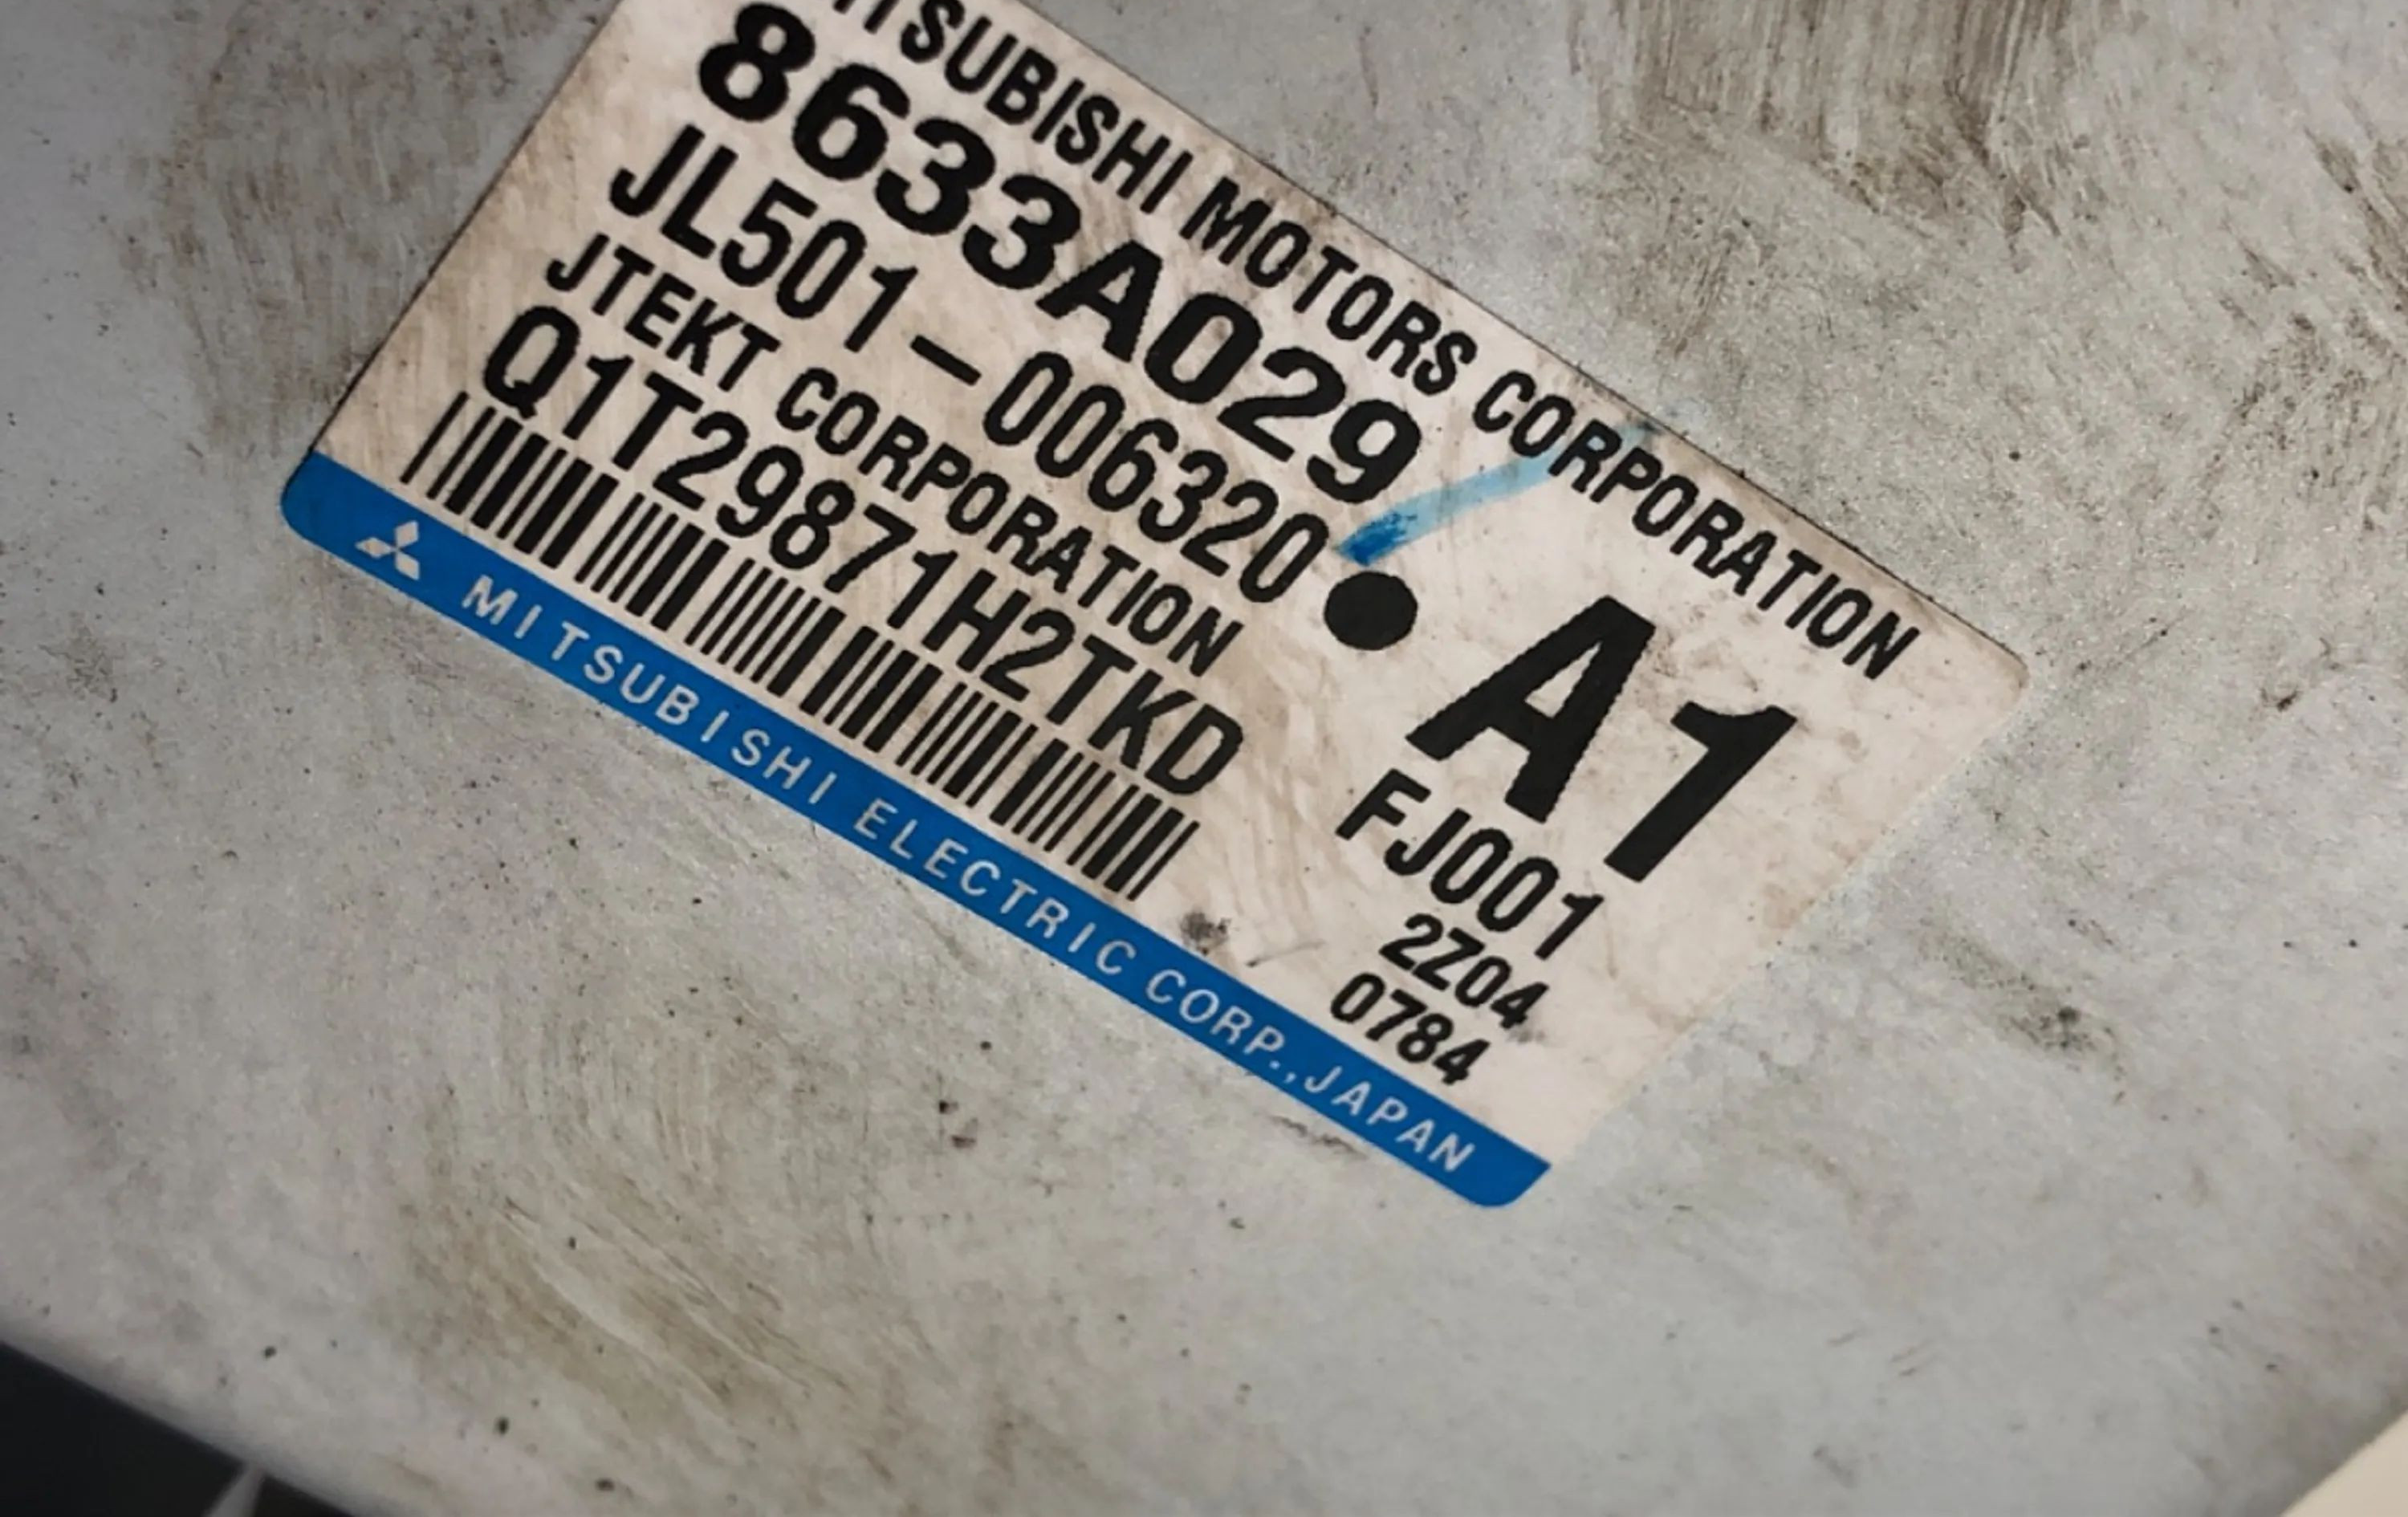 MITSUBISHI MOTORS CORPORATION
8633A029
JL501-006320
JTEKT CORPORATION
Q1T29871H2TKD
A1
FJ001
2Z04
0784
MITSUBISHI ELECTRIC CORP., JAPAN